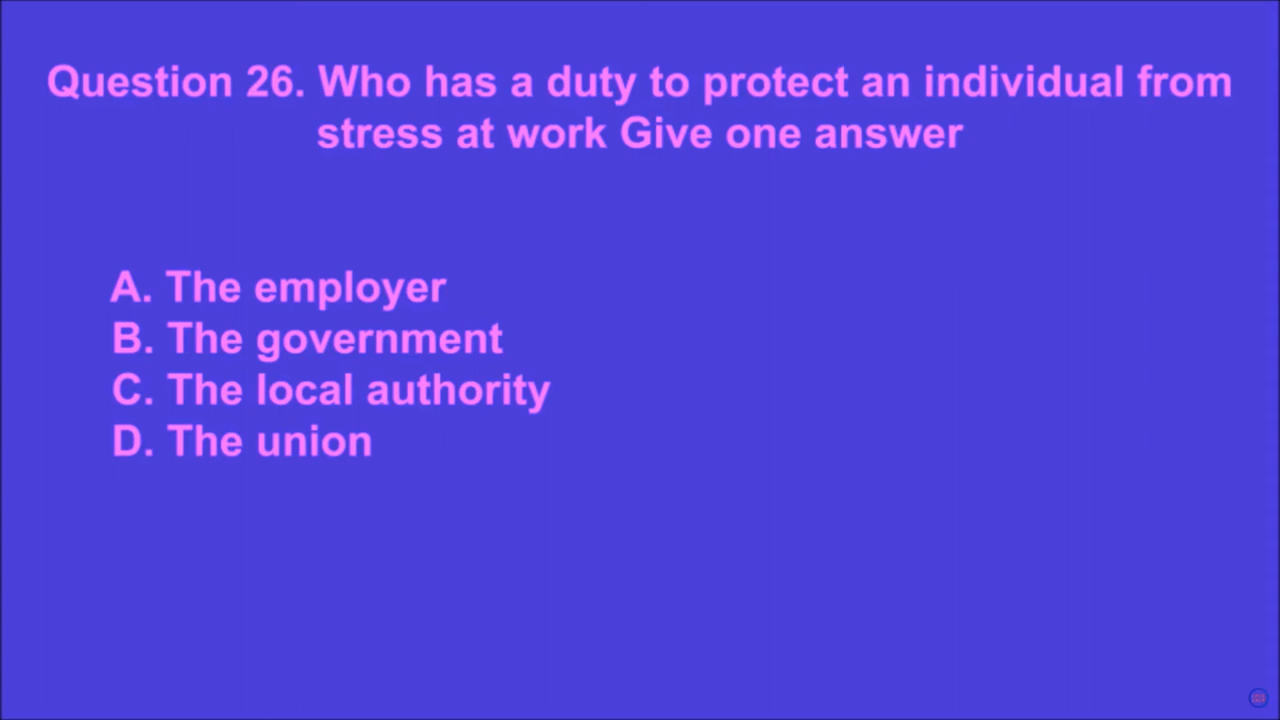 Question 26. Who has a duty to protect an individual from
stress at work Give one answer
A. The employer
B. The government
C. The local authority
D. The union